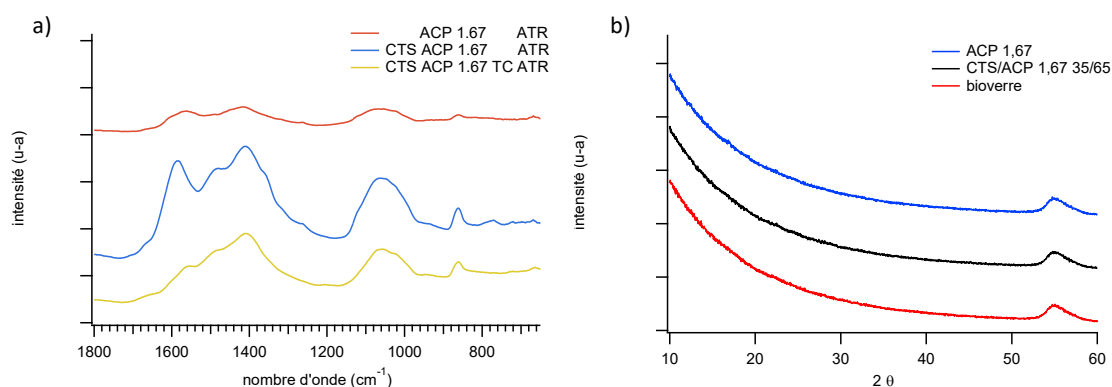 a)
ACP 1.67 ATR
CTS ACP 1.67 ATR
CTS ACP 1.67 TC ATR
intensité (u-a)
1800 1600 1400 1200 1000 800
nombre d'onde (cm⁻¹)
b)
ACP 1,67
CTS/ACP 1,67 35/65
bioverre
intensité (u-a)
10 20 30 40 50 60
2 θ